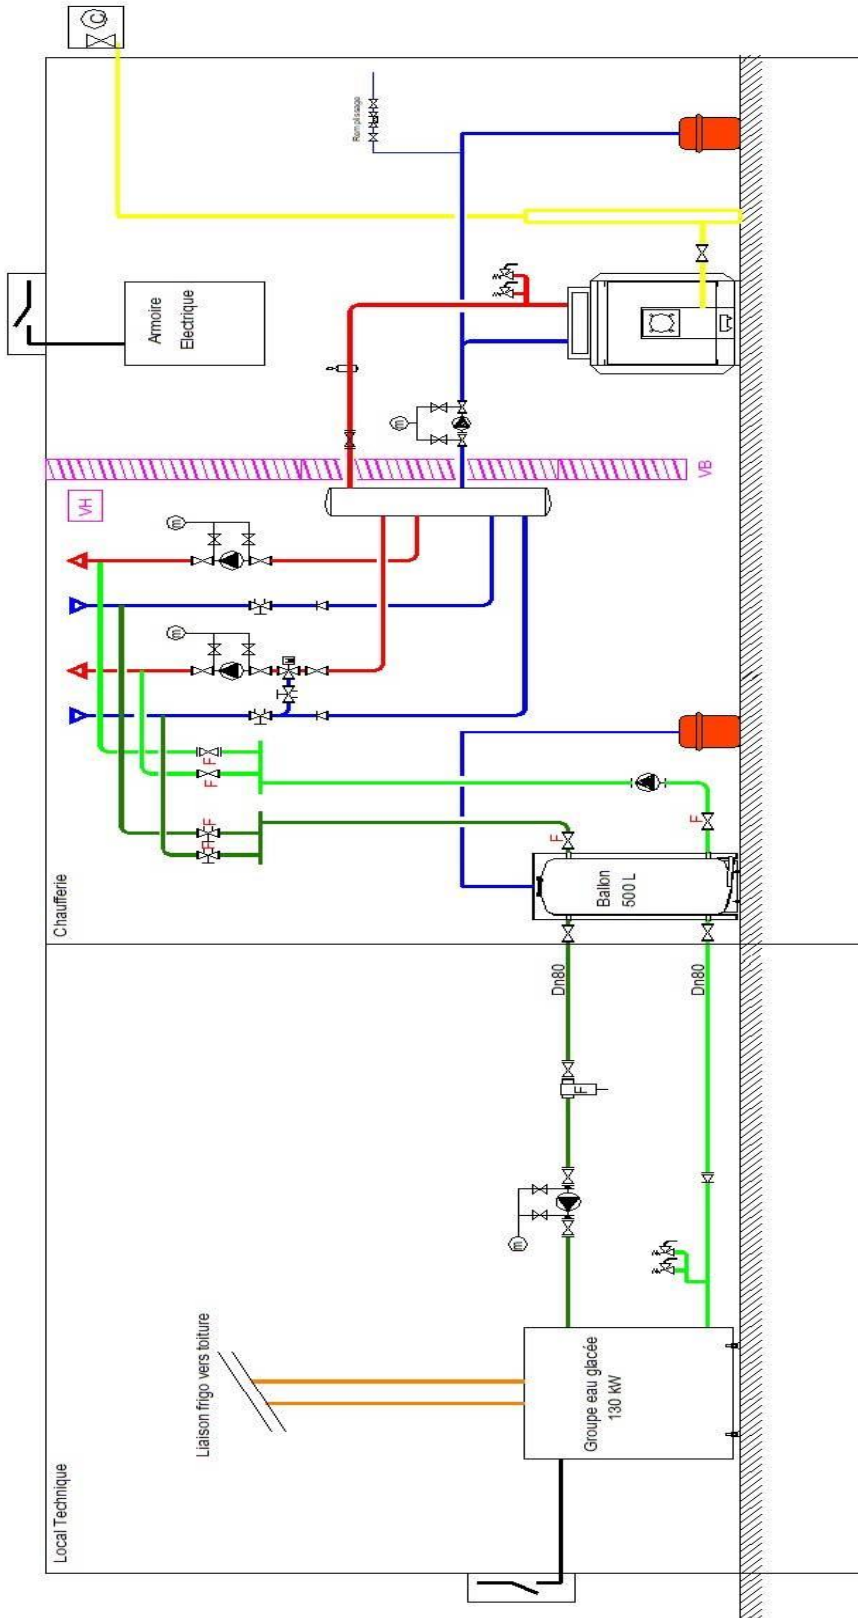 Local Technique
Liaison frigo vers toiture
Groupe eau glacée
130 kW
m
F
Dn80
Dn80
Chaufferie
Ballon
500 L
F
F
F
F
F
F
m
m
M
VH
VB
m
Armoire
Electrique
Remplissage
C